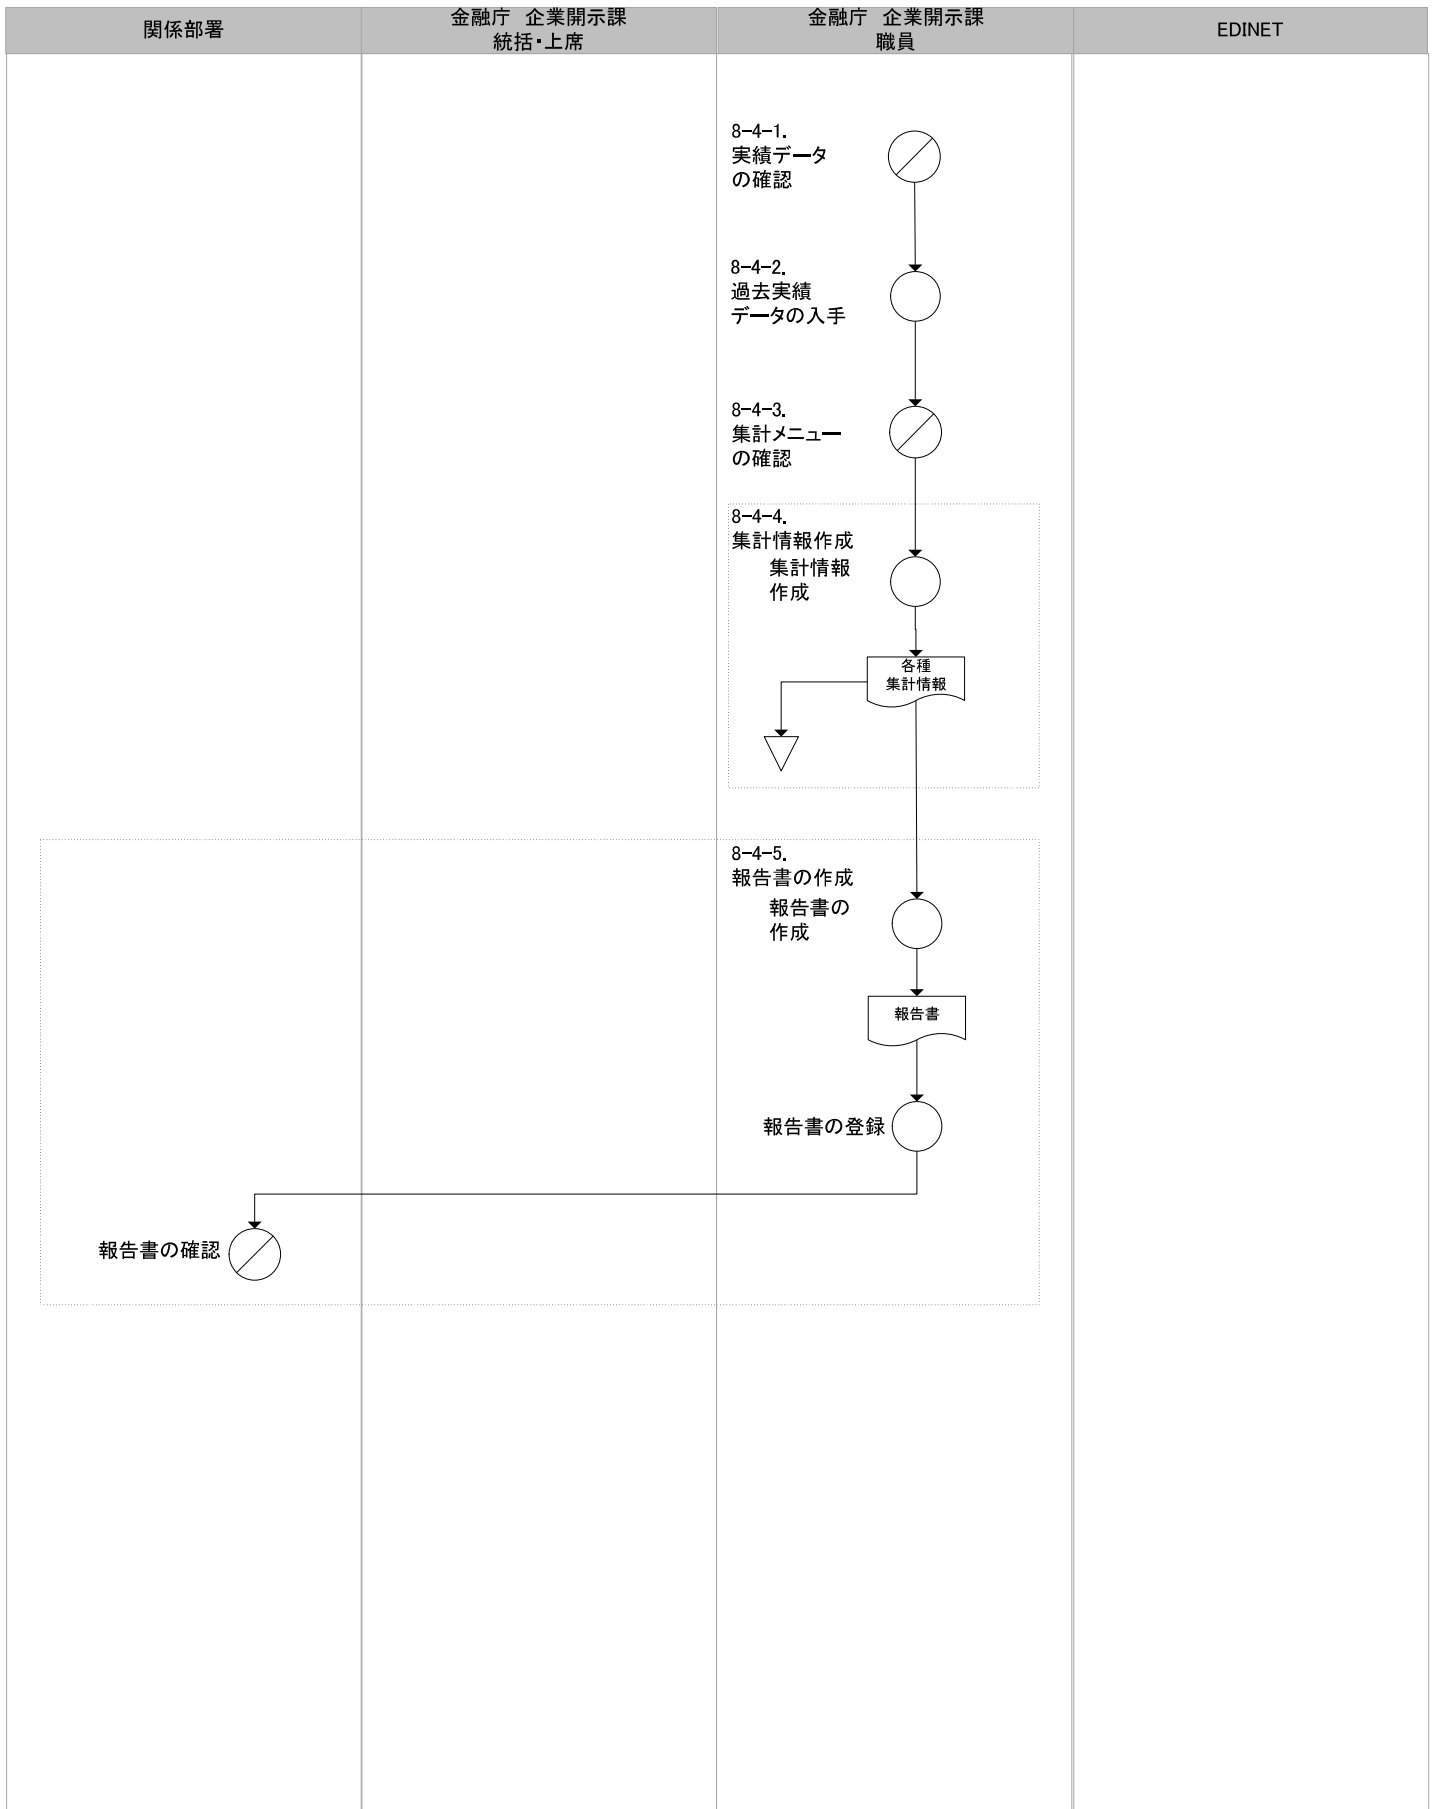 関係部署
金融庁　企業開示課
統括・上席
金融庁　企業開示課
職員
EDINET
8-4-1.
実績データ
の確認
8-4-2.
過去実績
データの入手
8-4-3.
集計メニュー
の確認
8-4-4.
集計情報作成
集計情報
作成
各種
集計情報
8-4-5.
報告書の作成
報告書の
作成
報告書
報告書の登録
報告書の確認